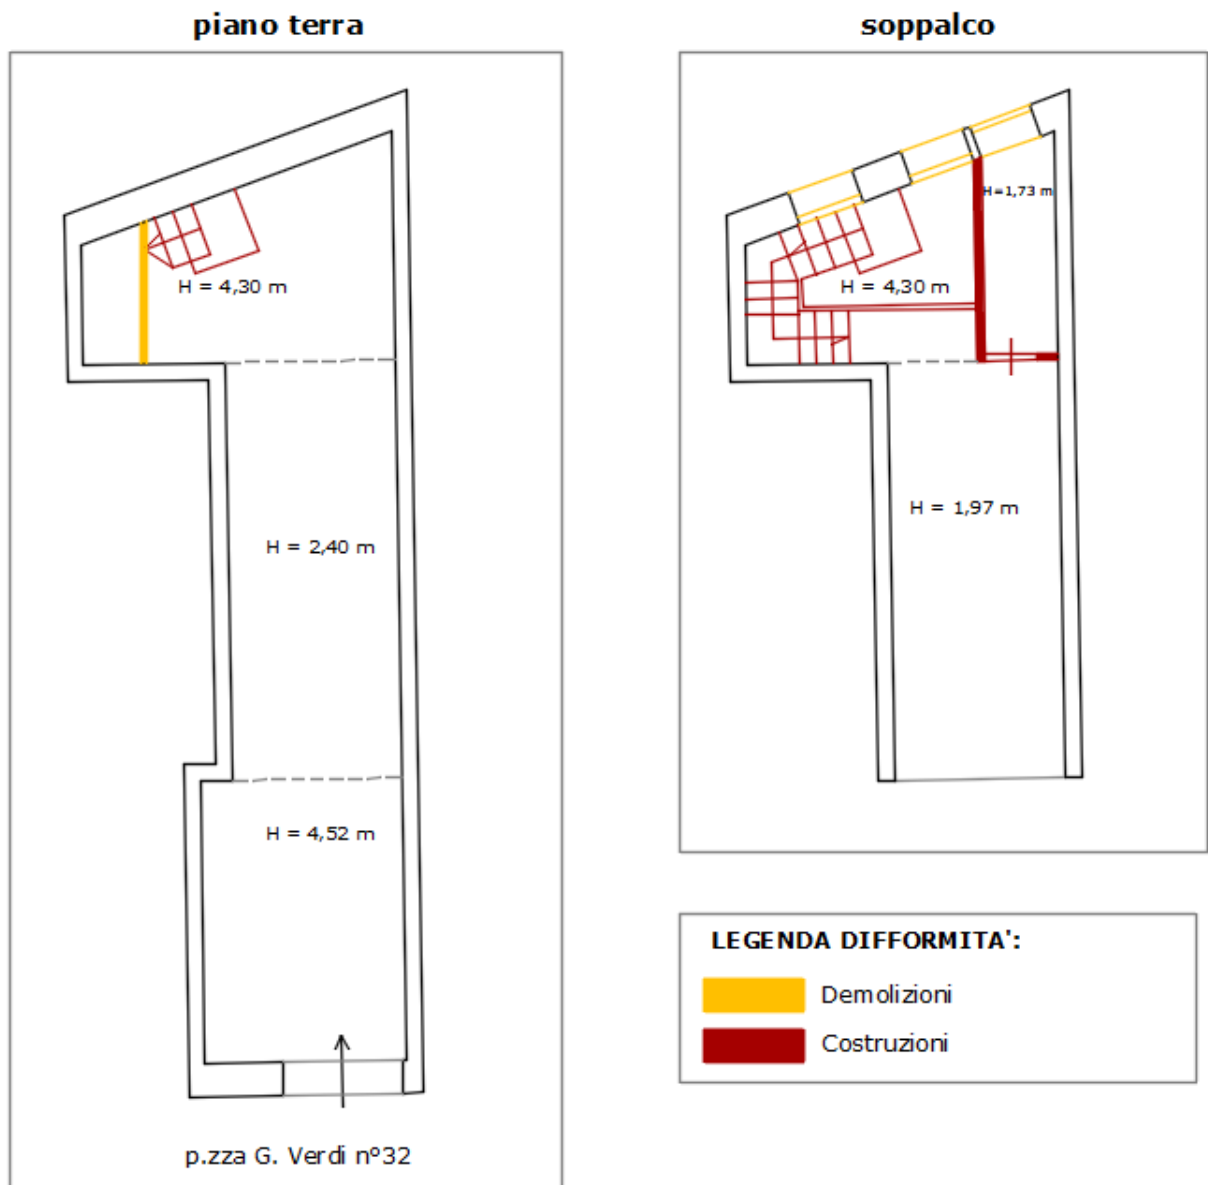 piano terra
H = 4,30 m
H = 2,40 m
H = 4,52 m
p.zza G. Verdi n°32
soppalco
H=1,73 m
H = 4,30 m
H = 1,97 m
LEGENDA DIFFORMITA':
Demolizioni
Costruzioni